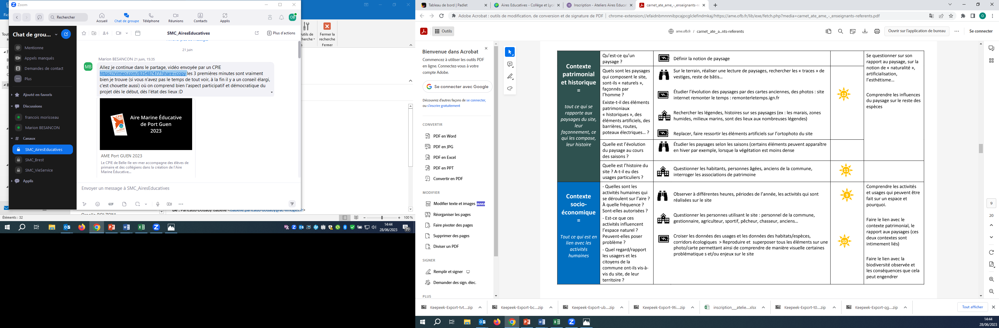 Zoom
Rechercher
Accueil
Chat de groupe
Téléphone
Réunions
Contacts
Applis
OB
Chat de grou...
6
SMC_AiresEducatives
Plus d'actions
Mentionne
Appels manqués
Demandes de contact
Plus
Ajouté en favoris
Discussions
francois morisseau
Marion BESANCON
Canaux
SMC_AiresEducatives
SMC_Brest
SMC_VieService
Applis
21 juin
Marion BESANCON 21 juin, 15:35
MB
Allez je continue dans le partage, vidéo envoyée par un CPIE
https://vimeo.com/835487477?share=copy les 3 premières minutes sont vraiment
bien je trouve (si vous n'avez pas le temps de tout voir, à la fin il y a un conseil élargi,
c'est chouette aussi) où on comprend bien l'aspect participatif et démocratique du
projet dès le début, dès l'état des lieux :D
CPIE
Aire Marine Éducative
de Port Guen
2023
AME Port GUEN 2023
Le CPIE de Belle-Ile-en-mer accompagne des élèves de
primaire et des collégiens dans la création de l'Aire
Marine Éducative...
Envoyer un message à SMC_AiresEducatives
GIF
Fermer la
recherche
Fermer
Éléments : 32
100 %
14:44
28/06/2023
20
Tableau de bord | Padlet
Aires Educatives - Collège et Lyc
Inscription - Ateliers Aires Educat
carnet_ate_ame_-_enseignants-re
Adobe Acrobat : outils de modification, de conversion et de signature de PDF
chrome-extension://efaidnbmnnnibpcajpcglclefindmkaj/https://ame.ofb.fr/lib/exe/fetch.php?media=carnet_ate_ame_-_enseignants-referents.pdf
Outils
ame.ofb.fr / carnet_ate_a...nts-referents
Ouvrir sur l'application de bureau
Se connecter
Bienvenue dans Acrobat
Commencez à utiliser les outils PDF
en ligne. Connectez-vous à votre
compte Adobe.
Se connecter avec Google
Découvrez d'autres façons de se connecter,
ou s'inscrire gratuitement
CONVERTIR
PDF en Word
PDF en JPG
PDF en Excel
PDF en PPT
Convertir en PDF
MODIFIER
Modifier texte et images
Réorganiser les pages
Faire pivoter des pages
Supprimer des pages
Diviser un PDF
SIGNER
Remplir et signer
Demander des sign. élec.
PLUS
Contexte
patrimonial
et historique
=
tout ce qui se
rapporte aux
paysages du site,
leur
façonnement, ce
qui les compose,
leur histoire
Qu'est-ce qu'un
paysage ?
Définir la notion de paysage
Quels sont les paysages
qui composent le site,
sont-ils « naturels »,
façonnés par
l'homme ?
Existe-t-il des éléments
patrimoniaux
« historiques », des
éléments artificiels, des
barrières, routes,
poteaux électriques... ?
Sur le terrain, réaliser une lecture de paysages, rechercher les « traces » de
vestiges, reste de bâtis...
Étudier l'évolution des paysages par des cartes anciennes, des photos : site
internet remonter le temps : remonterletemps.ign.fr
Rechercher les légendes, histoires sur ses paysages (ex : les marais, zones
humides, milieux marins, sont des lieux aux nombreuses légendes)
Replacer, faire ressortir les éléments artificiels sur l'ortophoto du site
12
Se questionner sur son
rapport au paysage, sur la
notion de « naturalité »,
artificialisation,
l'esthétisme...
Comprendre les influences
du paysage sur le reste des
espèces
Quelle est l'évolution
du paysage au cours
des saisons ?
Étudier les paysages selon les saisons (certains éléments peuvent apparaître
en hiver par exemple, lorsque la végétation est moins dense
Quelle est l'histoire du
site ? A-t-il eu des
usages particuliers ?
Questionner les habitants, personnes âgées, anciens de la commune,
interroger les associations de patrimoine
11
Contexte
socio-
économique
=
Tout ce qui est en
lien avec les
activités
humaines
- Quelles sont les
activités humaines qui
se déroulent sur l'aire ?
À quelle fréquence ?
Sont-elles autorisées ?
- Est-ce que ces
activités influencent
l'espace naturel ?
Peuvent-elles poser
problème ?
- Quel regard/rapport
les usagers et les
citoyens de la
commune ont-ils vis-à-
vis du site, de leur
territoire ?
Observer à différentes heures, périodes de l'année, les activités qui sont
réalisées sur le site
Questionner les personnes utilisant le site : personnel de la commune,
gestionnaire, agriculteur, sportif, pêcheur, chasseur, anciens...
Croiser les données des usages et les données des habitats/espèces,
corridors écologiques > Reproduire et superposer tous les éléments sur une
photo/carte permettant ainsi de comprendre de manière visuelle certaines
problématique s et/ou enjeux sur le site
9
10
Comprendre les activités
et usages qui peuvent être
fait sur un espace et
pourquoi.
Faire le lien avec le
contexte patrimonial, le
rapport aux paysages (ces
deux contextes sont
intimement liés)
Faire le lien avec la
biodiversité observée et
les conséquences que cela
peut engendrer
9
20
Keepeek-Export-tvt....zip
Keepeek-Export-bc....zip
Keepeek-Export-ub....zip
Keepeek-Export-9ti....zip
inscription___atelie....xlsx
Keepeek-Export-t0....zip
Keepeek-Export-qg....zip
Tout afficher
14:44
28/06/2023